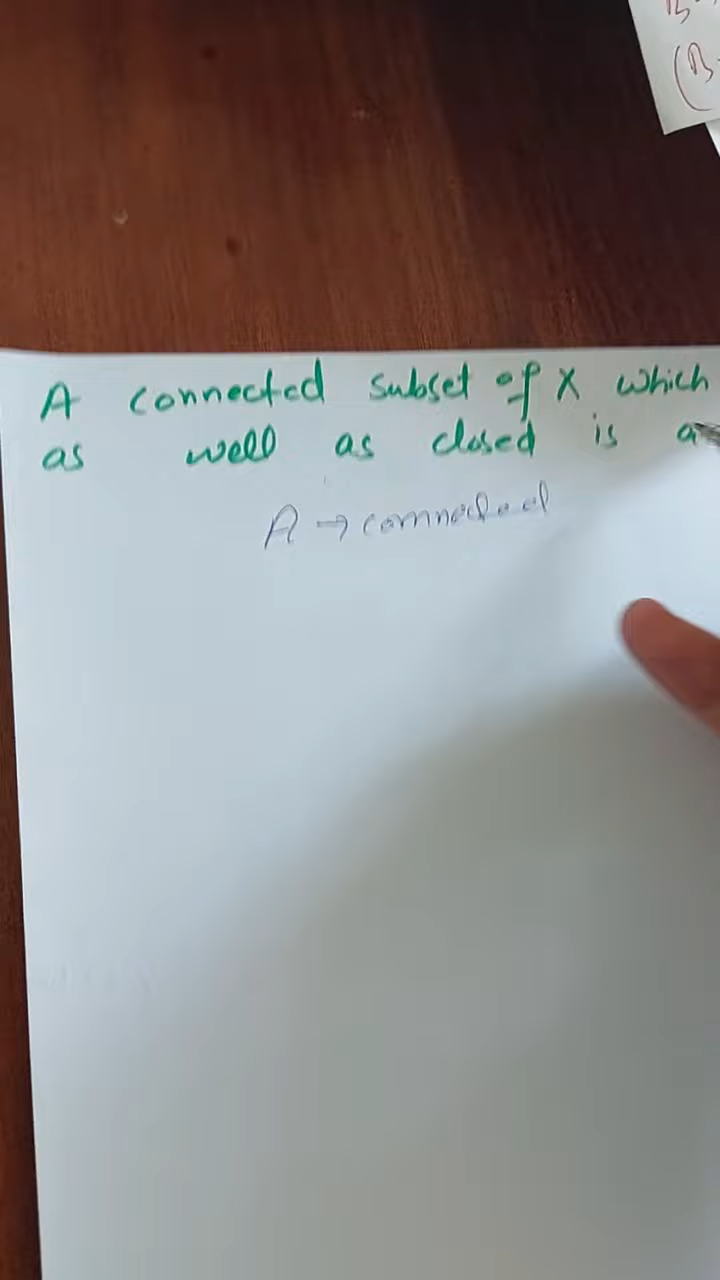 B
(B
A connected subset of X which
as well as closed is a
A → connected